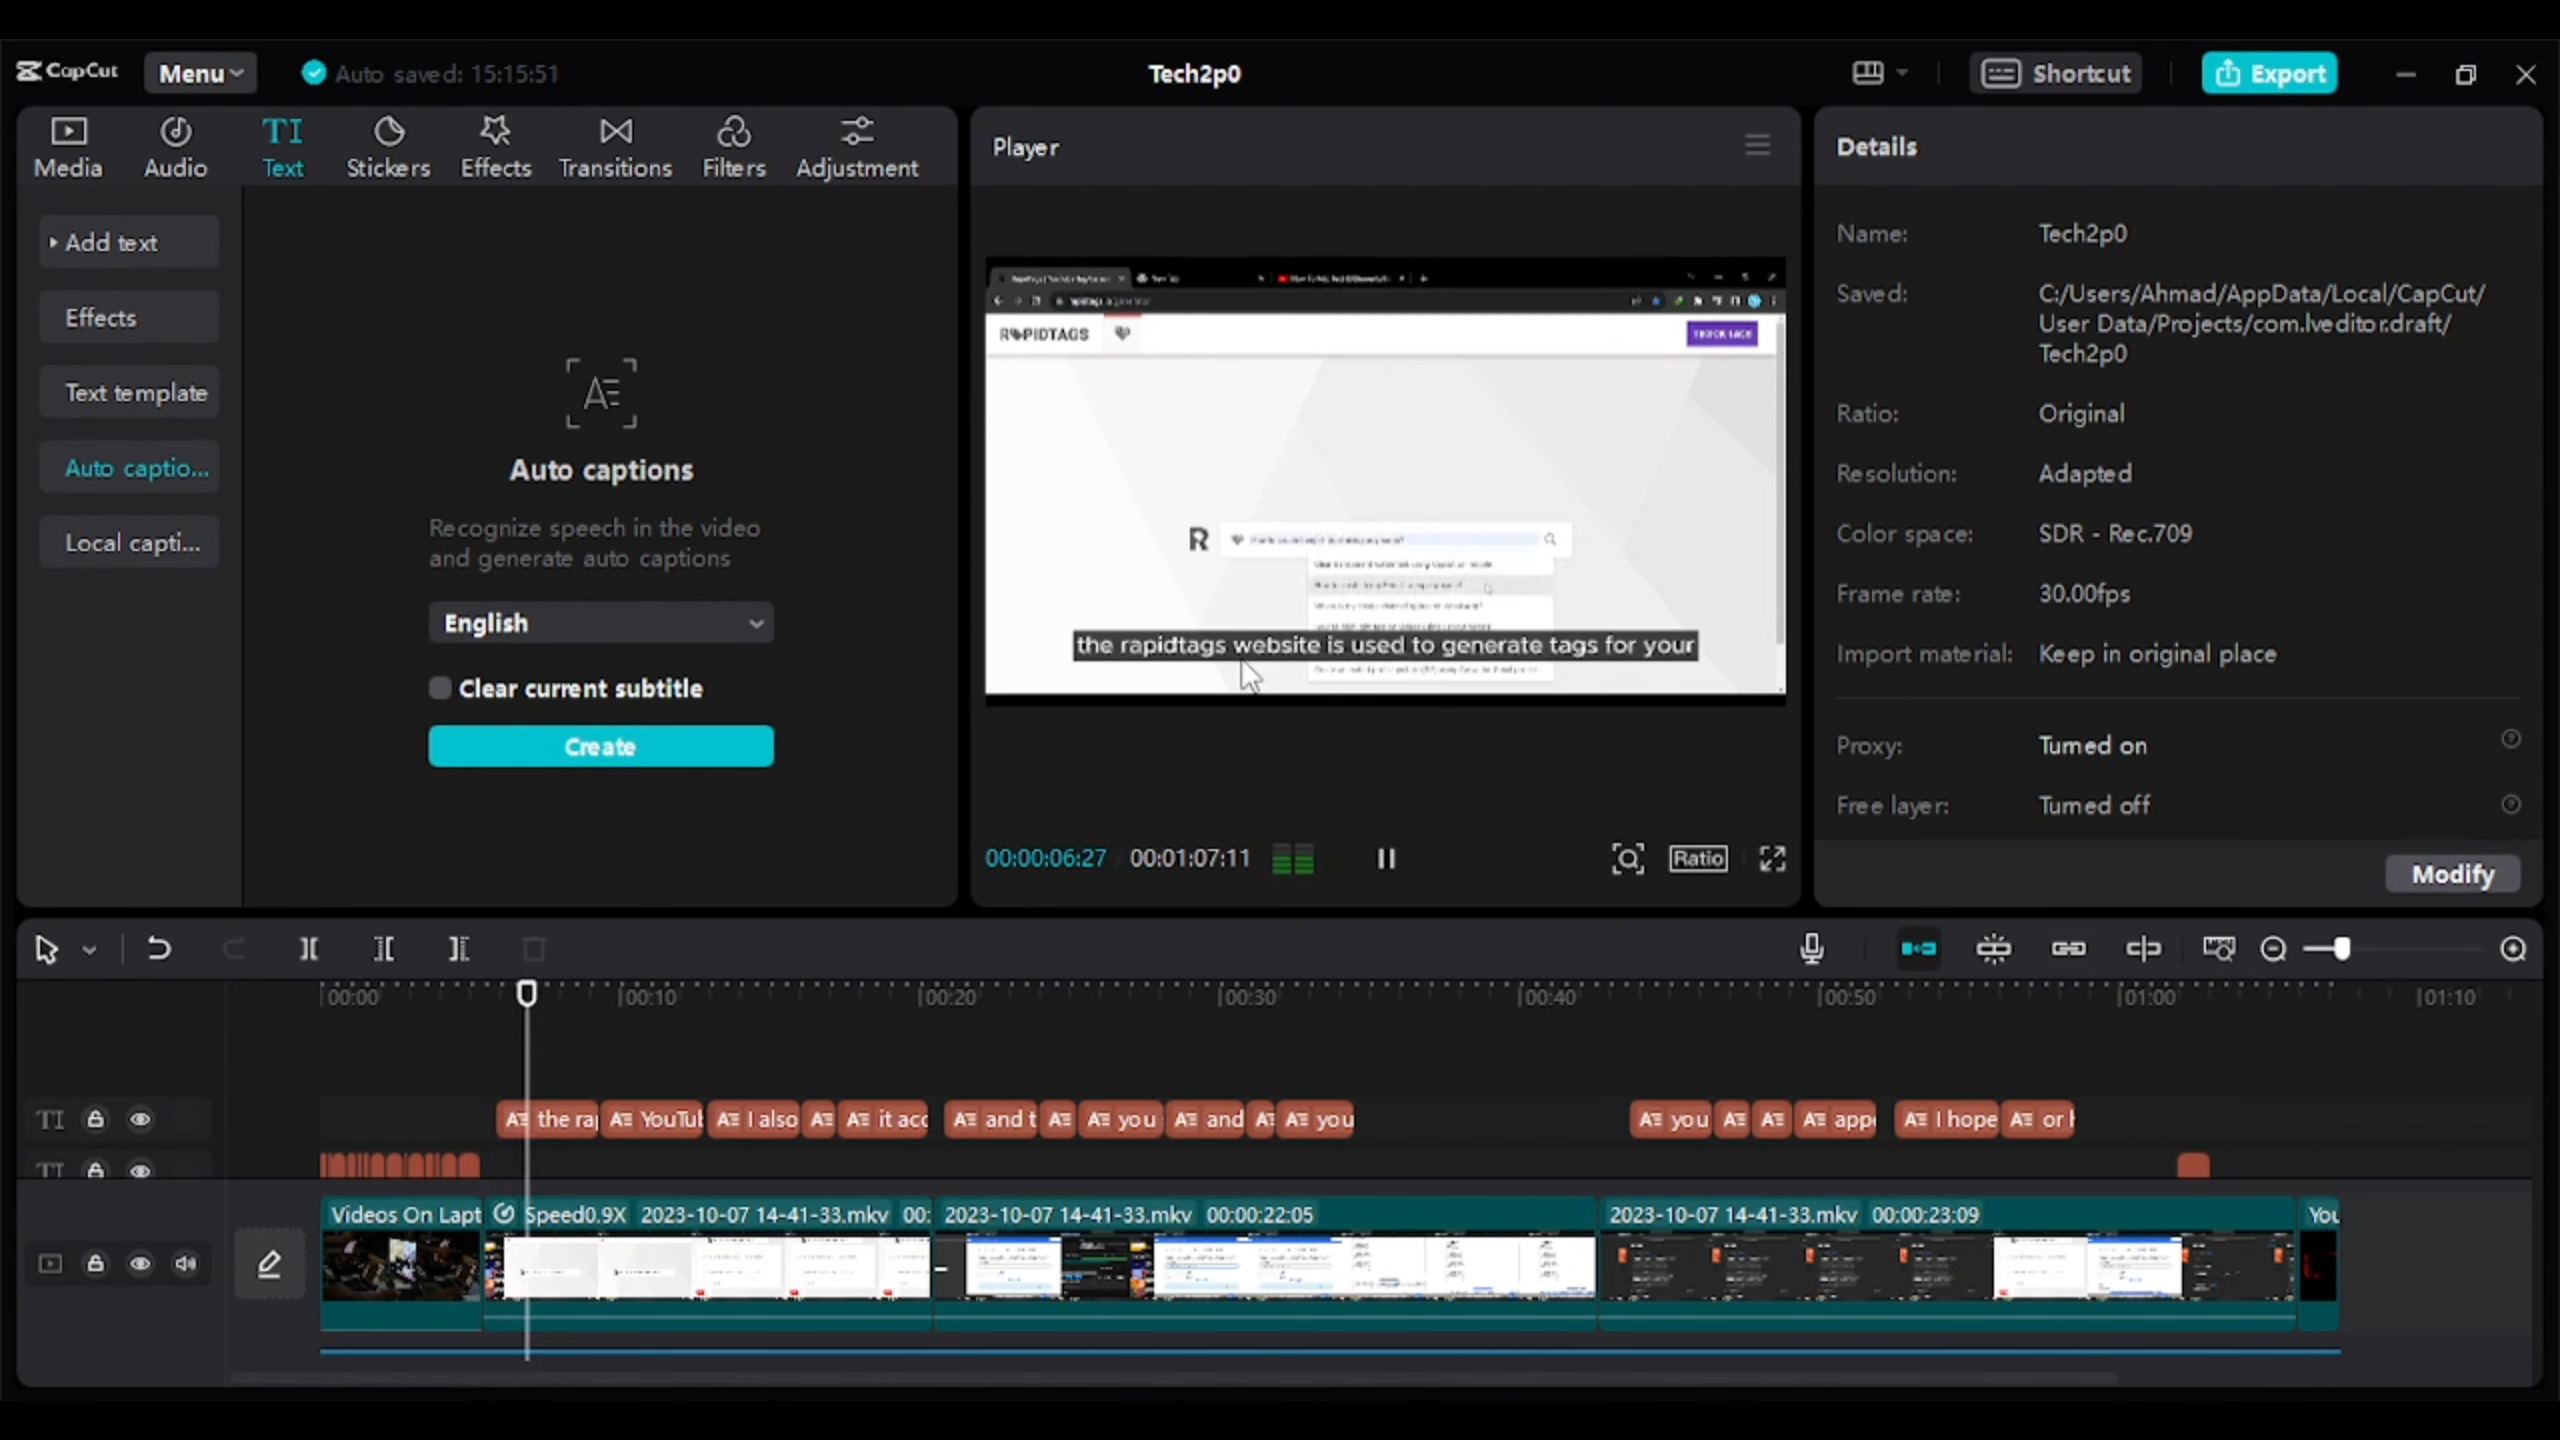 CapCut
Menu
Auto saved: 15:15:51
Tech2p0
Shortcut
Export
Media
Audio
TI
Text
Stickers
Effects
Transitions
Filters
Adjustment
Add text
Effects
Text template
Auto captio...
Local capti...
Auto captions
Recognize speech in the video
and generate auto captions
English
Clear current subtitle
Create
Player
RAPIDTAGS
R
the rapidtags website is used to generate tags for your
00:00:06:27
00:01:07:11
Ratio
Details
Name:
Tech2p0
Saved:
C:/Users/Ahmad/AppData/Local/CapCut/
User Data/Projects/com.lveditor.draft/
Tech2p0
Ratio:
Original
Resolution:
Adapted
Color space:
SDR - Rec.709
Frame rate:
30.00fps
Import material:
Keep in original place
Proxy:
Turned on
Free layer:
Turned off
Modify
00:00
00:10
00:20
00:30
00:40
00:50
01:00
01:10
TI
the ra
YouTub
I also
it acc
and t
you
and
you
you
app
I hope
or h
TI
Videos On Lapt
Speed0.9X
2023-10-07 14-41-33.mkv
00:
2023-10-07 14-41-33.mkv
00:00:22:05
2023-10-07 14-41-33.mkv
00:00:23:09
You